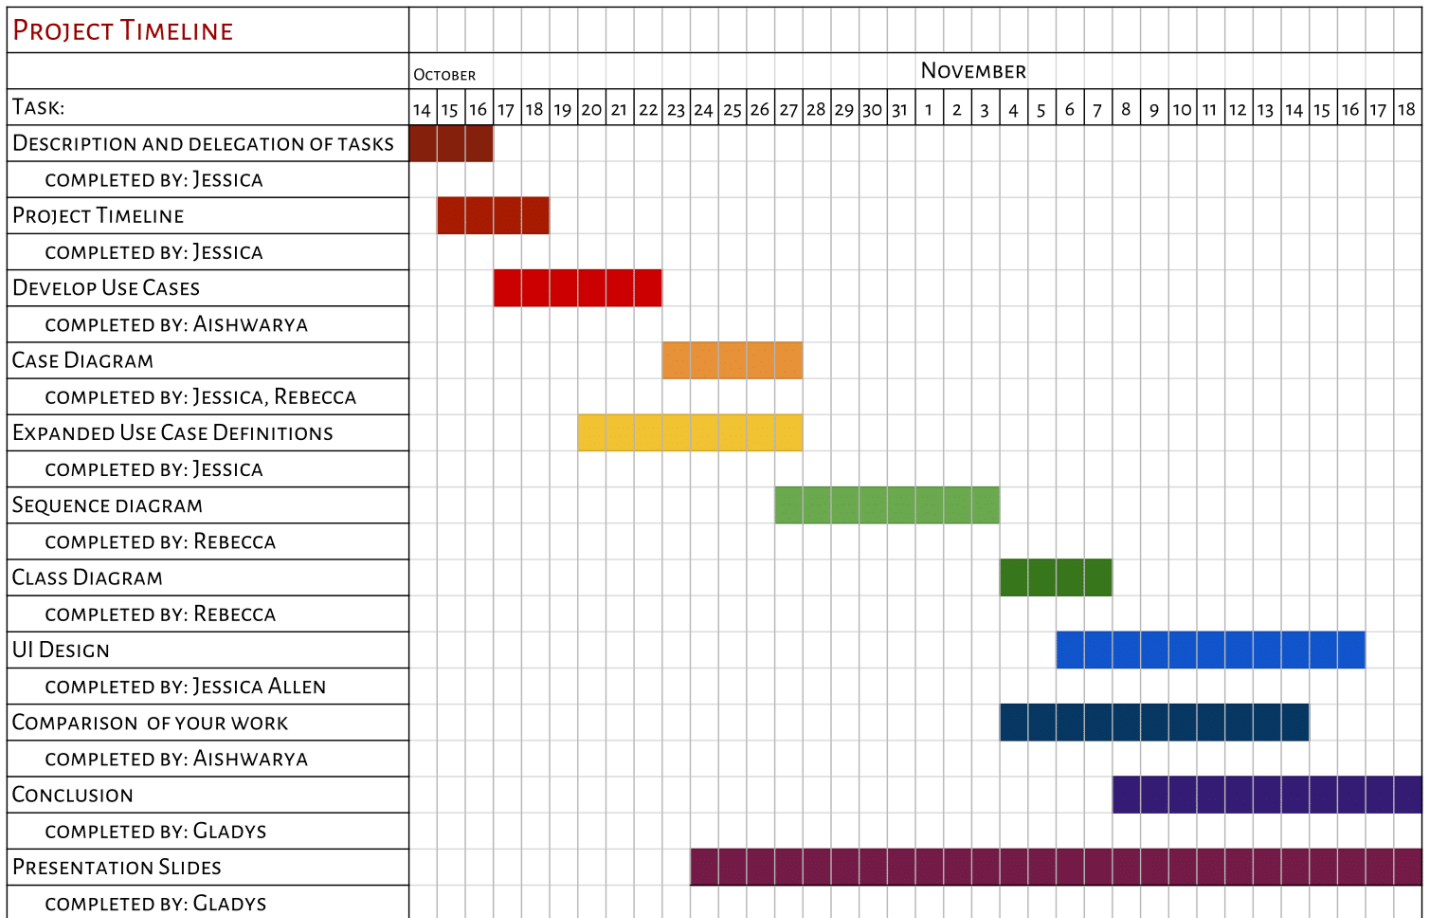 Project Timeline
October November
Task: 14 15 16 17 18 19 20 21 22 23 24 25 26 27 28 29 30 31 1 2 3 4 5 6 7 8 9 10 11 12 13 14 15 16 17 18
Description and delegation of tasks
completed by: Jessica
Project Timeline
completed by: Jessica
Develop Use Cases
completed by: Aishwarya
Case Diagram
completed by: Jessica, Rebecca
Expanded Use Case Definitions
completed by: Jessica
Sequence diagram
completed by: Rebecca
Class Diagram
completed by: Rebecca
UI Design
completed by: Jessica Allen
Comparison of your work
completed by: Aishwarya
Conclusion
completed by: Gladys
Presentation Slides
completed by: Gladys